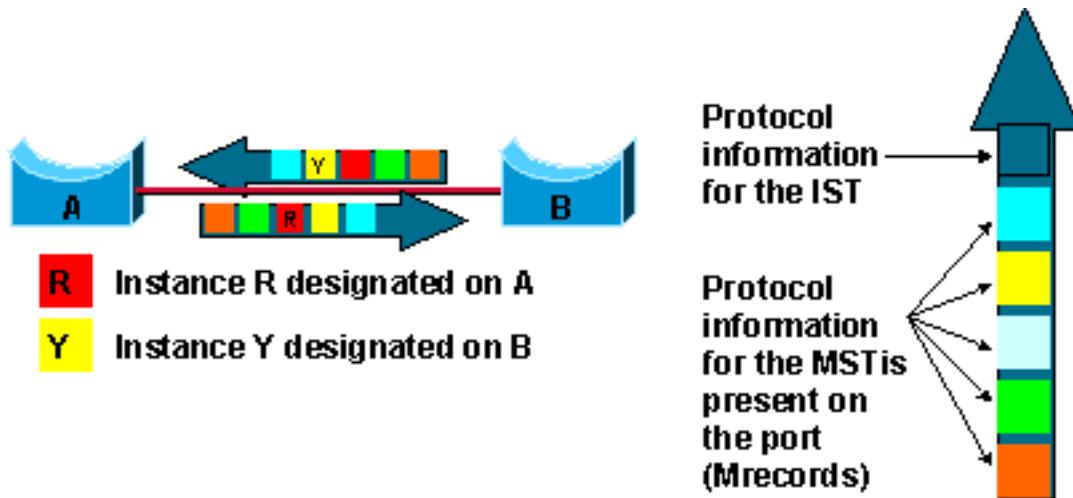 Y
R
A
B
R Instance R designated on A
Y Instance Y designated on B
Protocol
information
for the IST
Protocol
information
for the MSTis
present on
the port
(Mrecords)